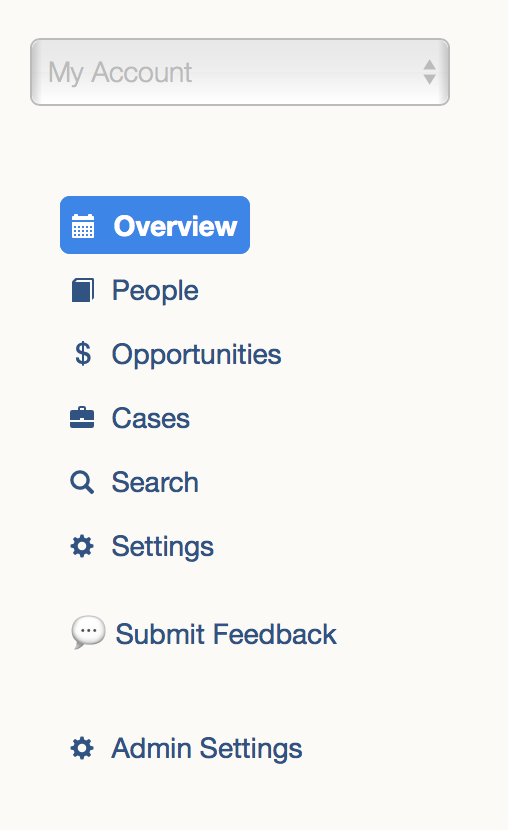 My Account
Overview
People
$ Opportunities
Cases
Search
Settings
Submit Feedback
Admin Settings